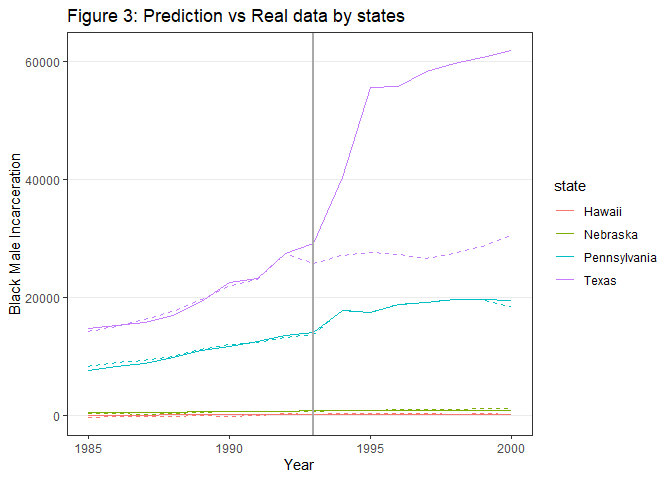 Figure 3: Prediction vs Real data by states
60000
40000
20000
0
Black Male Incarceration
1985 1990 1995 2000
Year
state
Hawaii
Nebraska
Pennsylvania
Texas